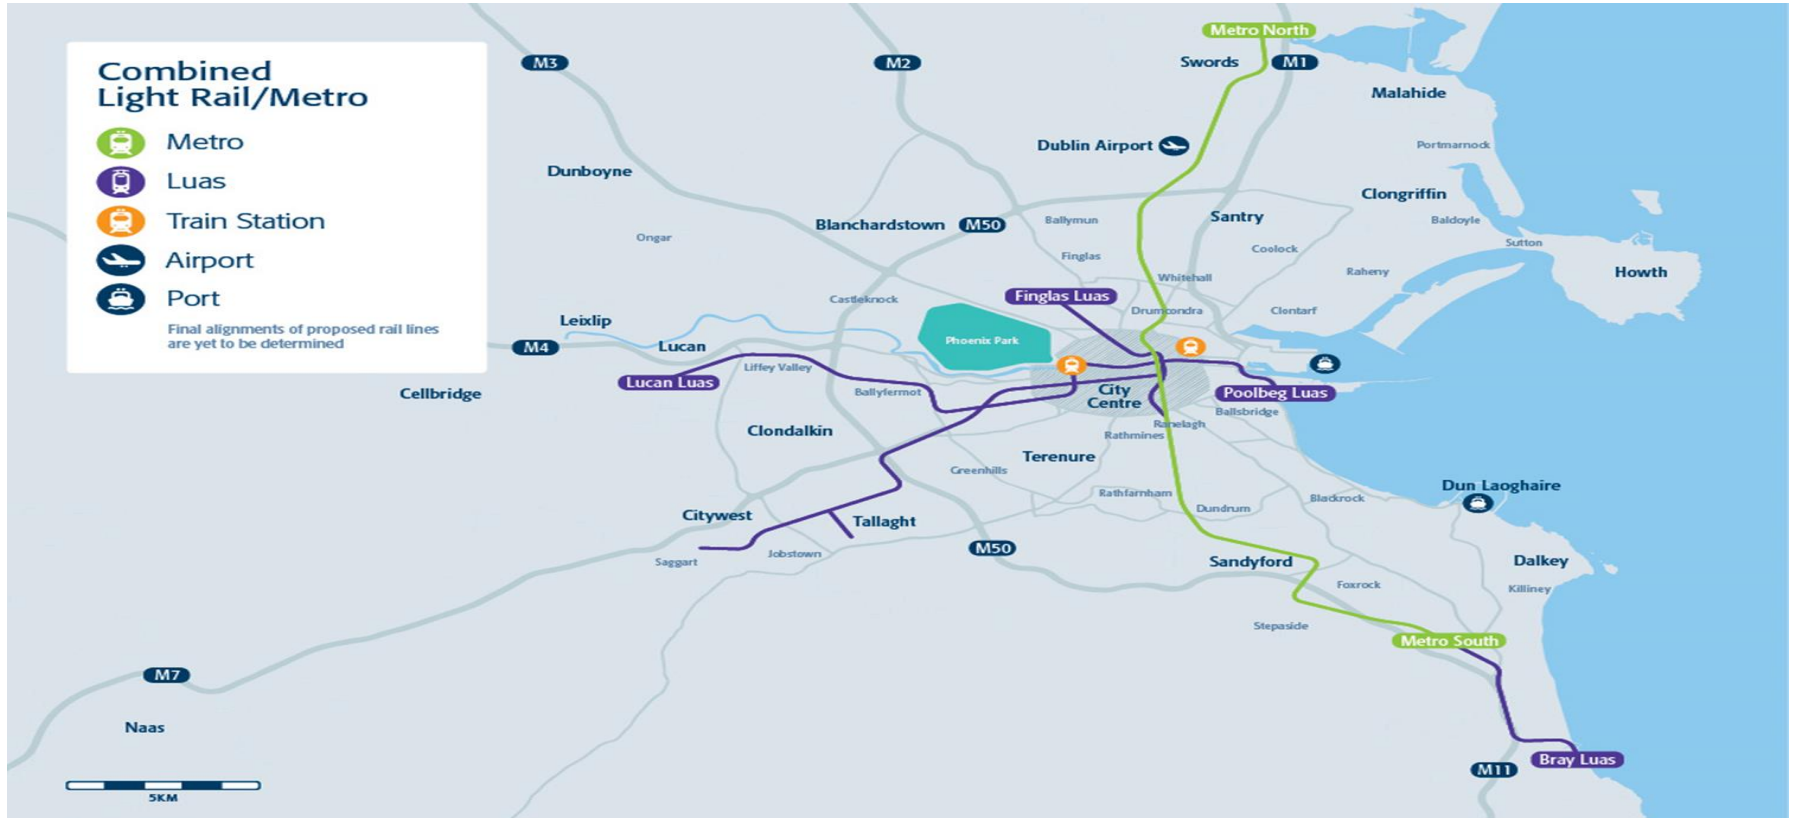 Combined
Light Rail/Metro
Metro
Luas
Train Station
Airport
Port
Final alignments of proposed rail lines
are yet to be determined
Metro North
M3
M2
Swords
M1
Malahide
Dublin Airport
Portmarnock
Dunboyne
Clongriffin
Blanchardstown
M50
Ballymun
Santry
Baldoyle
Ongar
Finglas
Coolock
Sutton
Whitehall
Raheny
Howth
Castleknock
Finglas Luas
Drumcondra
Clontarf
Leixlip
M4
Lucan
Phoenix Park
Liffey Valley
Lucan Luas
Cellbridge
Ballyfermot
City
Centre
Poolbeg Luas
Ballsbridge
Clondalkin
Ranelagh
Rathmines
Terenure
Greenhills
Dun Laoghaire
Rathfarnham
Blackrock
Citywest
Tallaght
Dundrum
Saggart
Jobstown
M50
Sandyford
Dalkey
Foxrock
Killiney
Stepaside
Metro South
M7
Naas
Bray Luas
M11
5KM